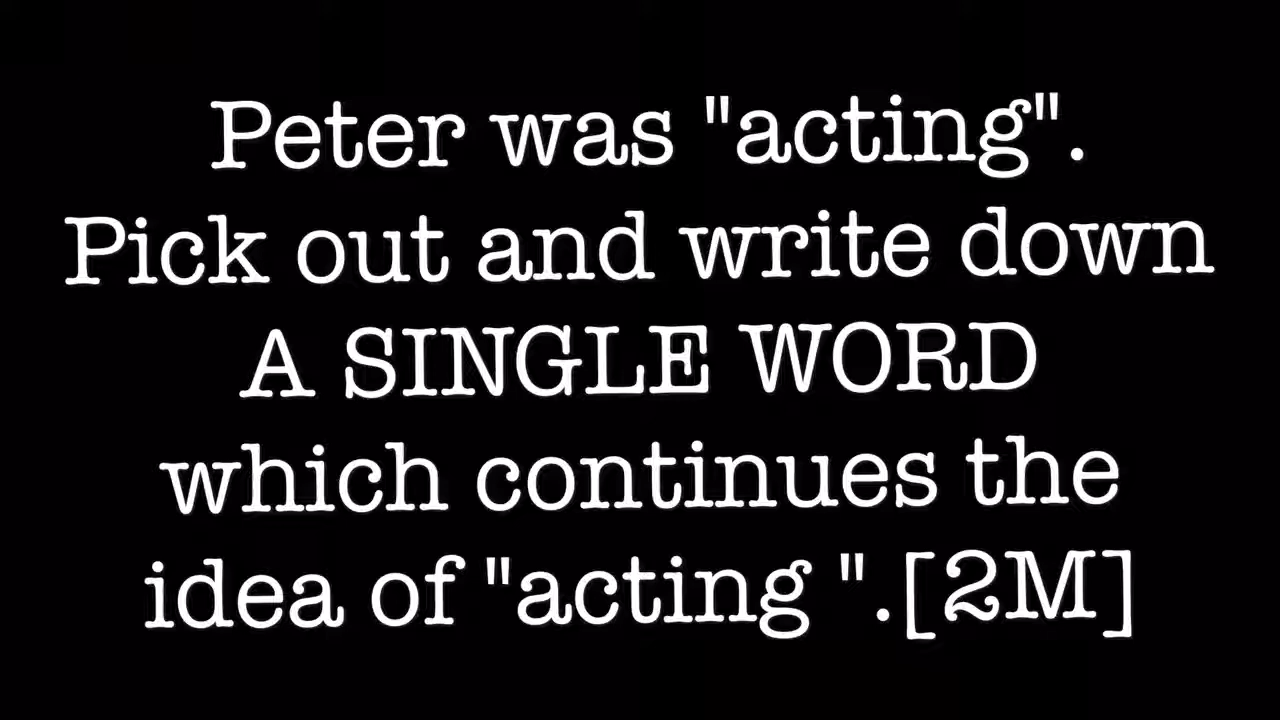 Peter was "acting".
Pick out and write down
A SINGLE WORD
which continues the
idea of "acting ".[2M]